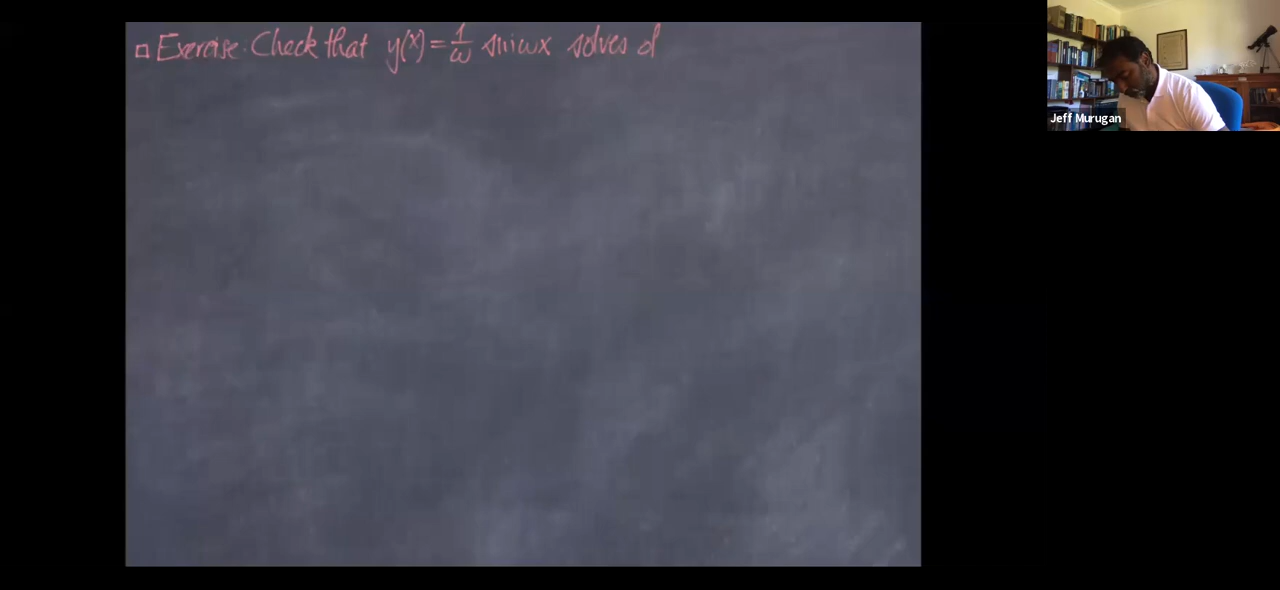 □ Exercise. Check that y(x) = 1/ω sin ωx solves d
Jeff Murugan